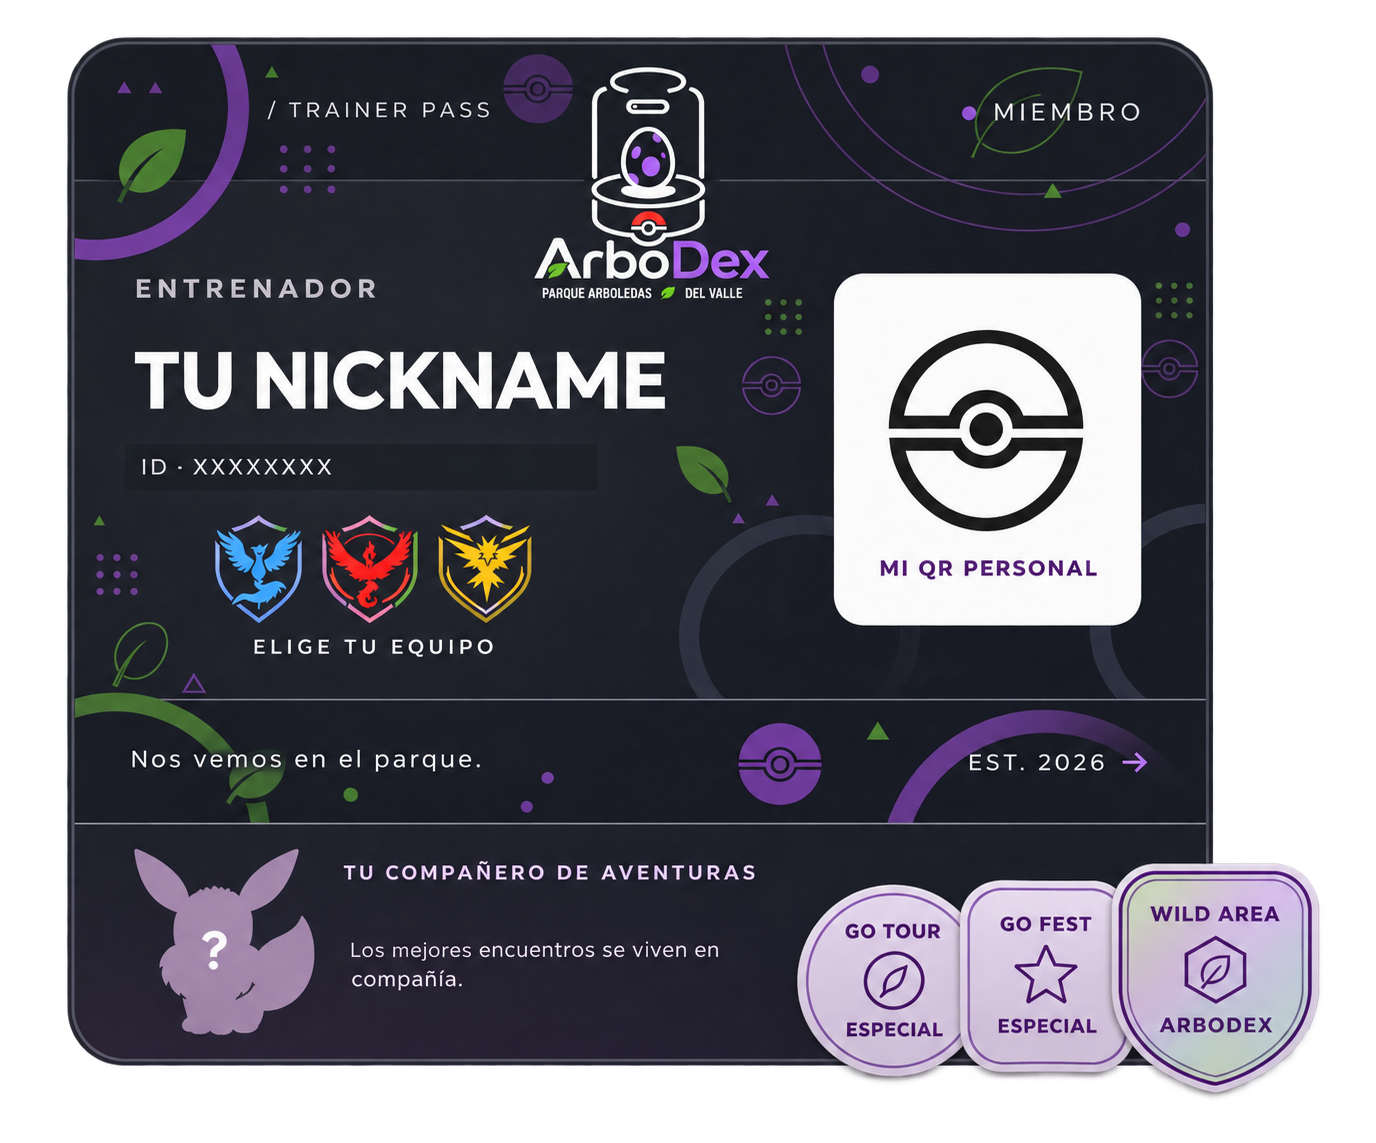 / TRAINER PASS
MIEMBRO
ArboDex
PARQUE ARBOLEDAS DEL VALLE
ENTRENADOR
TU NICKNAME
ID · XXXXXXXX
ELIGE TU EQUIPO
MI QR PERSONAL
Nos vemos en el parque.
EST. 2026 →
TU COMPAÑERO DE AVENTURAS
?
Los mejores encuentros se viven en
compañía.
GO TOUR
ESPECIAL
GO FEST
ESPECIAL
WILD AREA
ARBODEX